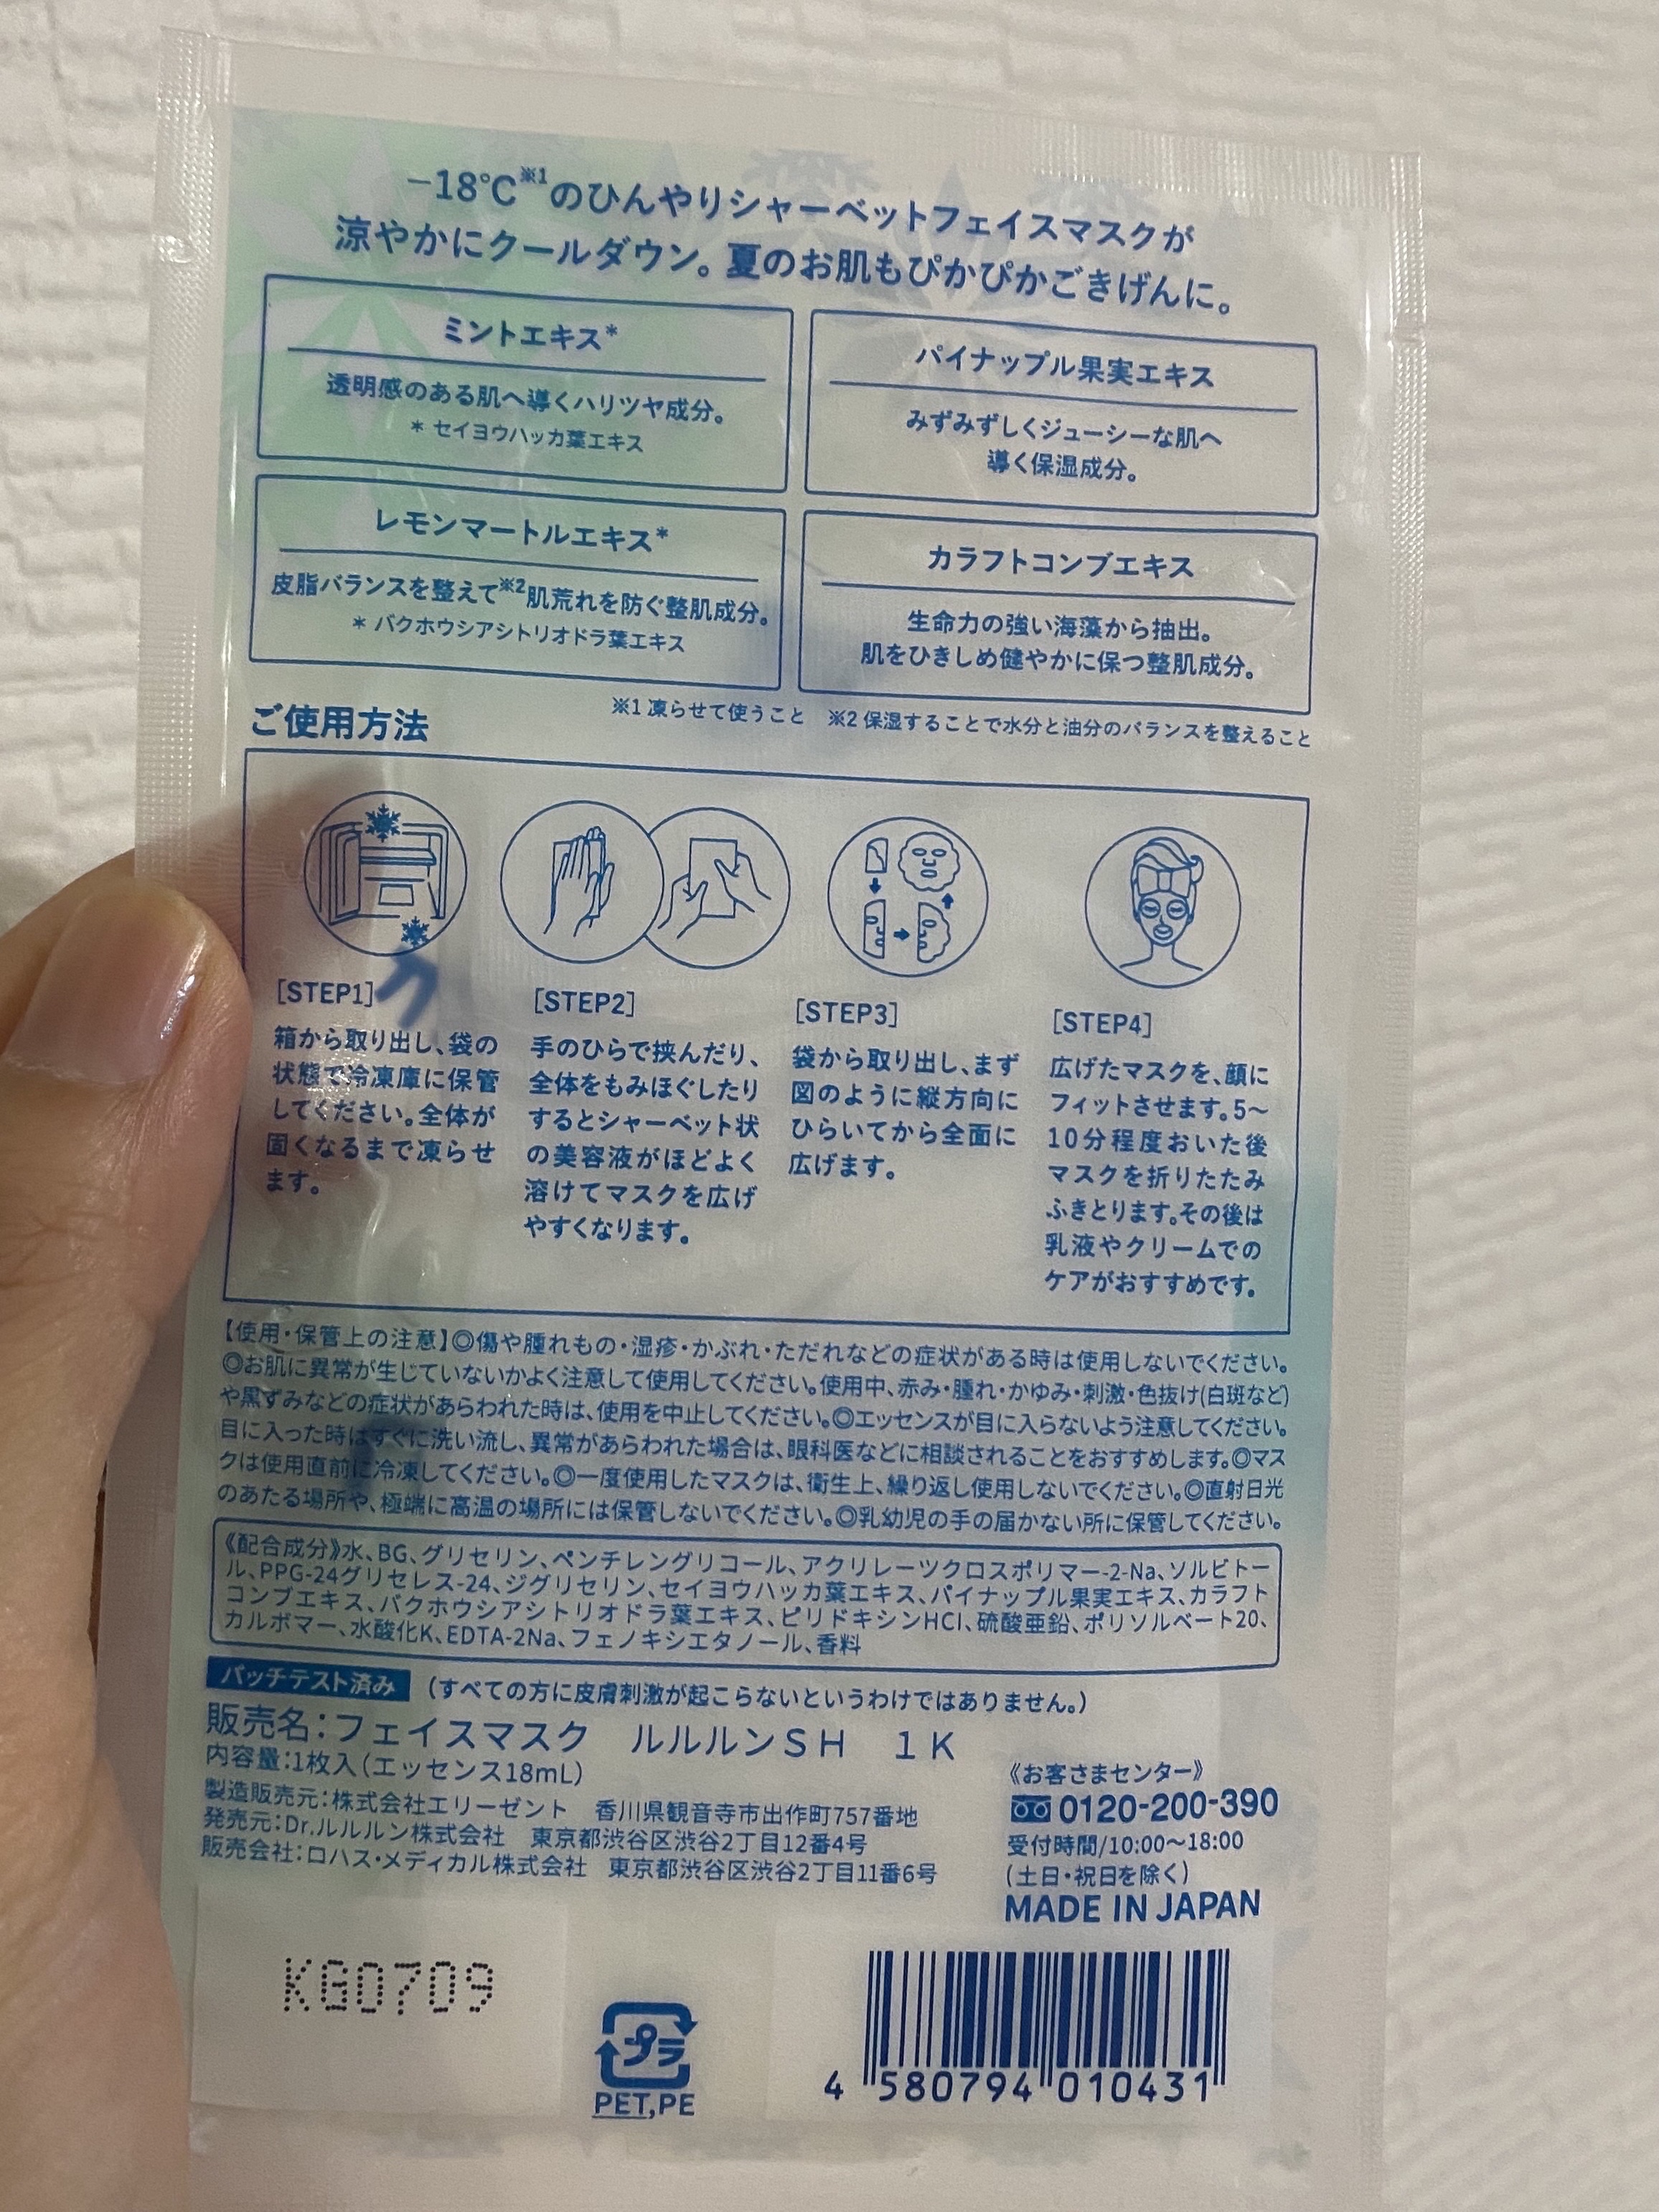 -18℃※1のひんやりシャーベットフェイスマスクが
涼やかにクールダウン。夏のお肌もぴかぴかごきげんに。
ミントエキス*
透明感のある肌へ導くハリツヤ成分。
* セイヨウハッカ葉エキス
パイナップル果実エキス
みずみずしくジューシーな肌へ
導く保湿成分。
レモンマートルエキス*
皮脂バランスを整えて※2肌荒れを防ぐ整肌成分。
* バクホウシアシトリオドラ葉エキス
カラフトコンブエキス
生命力の強い海藻から抽出。
肌をひきしめ健やかに保つ整肌成分。
※1 凍らせて使うこと ※2 保湿することで水分と油分のバランスを整えること
ご使用方法
[STEP1]
箱から取り出し、袋の
状態で冷凍庫に保管
してください。全体が
固くなるまで凍らせ
ます。
[STEP2]
手のひらで挟んだり、
全体をもみほぐしたり
するとシャーベット状
の美容液がほどよく
溶けてマスクを広げ
やすくなります。
[STEP3]
袋から取り出し、まず
図のように縦方向に
ひらいてから全面に
広げます。
[STEP4]
広げたマスクを、顔に
フィットさせます。5〜
10分程度おいた後
マスクを折りたたみ
ふきとります。その後は
乳液やクリームでの
ケアがおすすめです。
【使用・保管上の注意】◎傷や腫れもの・湿疹・かぶれ・ただれなどの症状がある時は使用しないでください。
◎お肌に異常が生じていないかよく注意して使用してください。使用中、赤み・腫れ・かゆみ・刺激・色抜け(白斑など)
や黒ずみなどの症状があらわれた時は、使用を中止してください。◎エッセンスが目に入らないよう注意してください。
目に入った時はすぐに洗い流し、異常があらわれた場合は、眼科医などに相談されることをおすすめします。◎マス
クは使用直前に冷凍してください。◎一度使用したマスクは、衛生上、繰り返し使用しないでください。◎直射日光
のあたる場所や、極端に高温の場所には保管しないでください。◎乳幼児の手の届かない所に保管してください。
《配合成分》水、BG、グリセリン、ペンチレングリコール、アクリレーツクロスポリマー-2-Na、ソルビトー
ル、PPG-24グリセレス-24、ジグリセリン、セイヨウハッカ葉エキス、パイナップル果実エキス、カラフト
コンブエキス、バクホウシアシトリオドラ葉エキス、ピリドキシンHCl、硫酸亜鉛、ポリソルベート20、
カルボマー、水酸化K、EDTA-2Na、フェノキシエタノール、香料
パッチテスト済み (すべての方に皮膚刺激が起こらないというわけではありません。)
販売名：フェイスマスク ルルルンＳＨ １Ｋ
内容量：1枚入(エッセンス18mL)
製造販売元：株式会社エリーゼント 香川県観音寺市出作町757番地
発売元：Dr.ルルルン株式会社 東京都渋谷区渋谷2丁目12番4号
販売会社：ロハス・メディカル株式会社 東京都渋谷区渋谷2丁目11番6号
《お客さまセンター》
0120-200-390
受付時間/10:00〜18:00
(土日・祝日を除く)
MADE IN JAPAN
KG0709
プラ
PET,PE
4 580794 010431